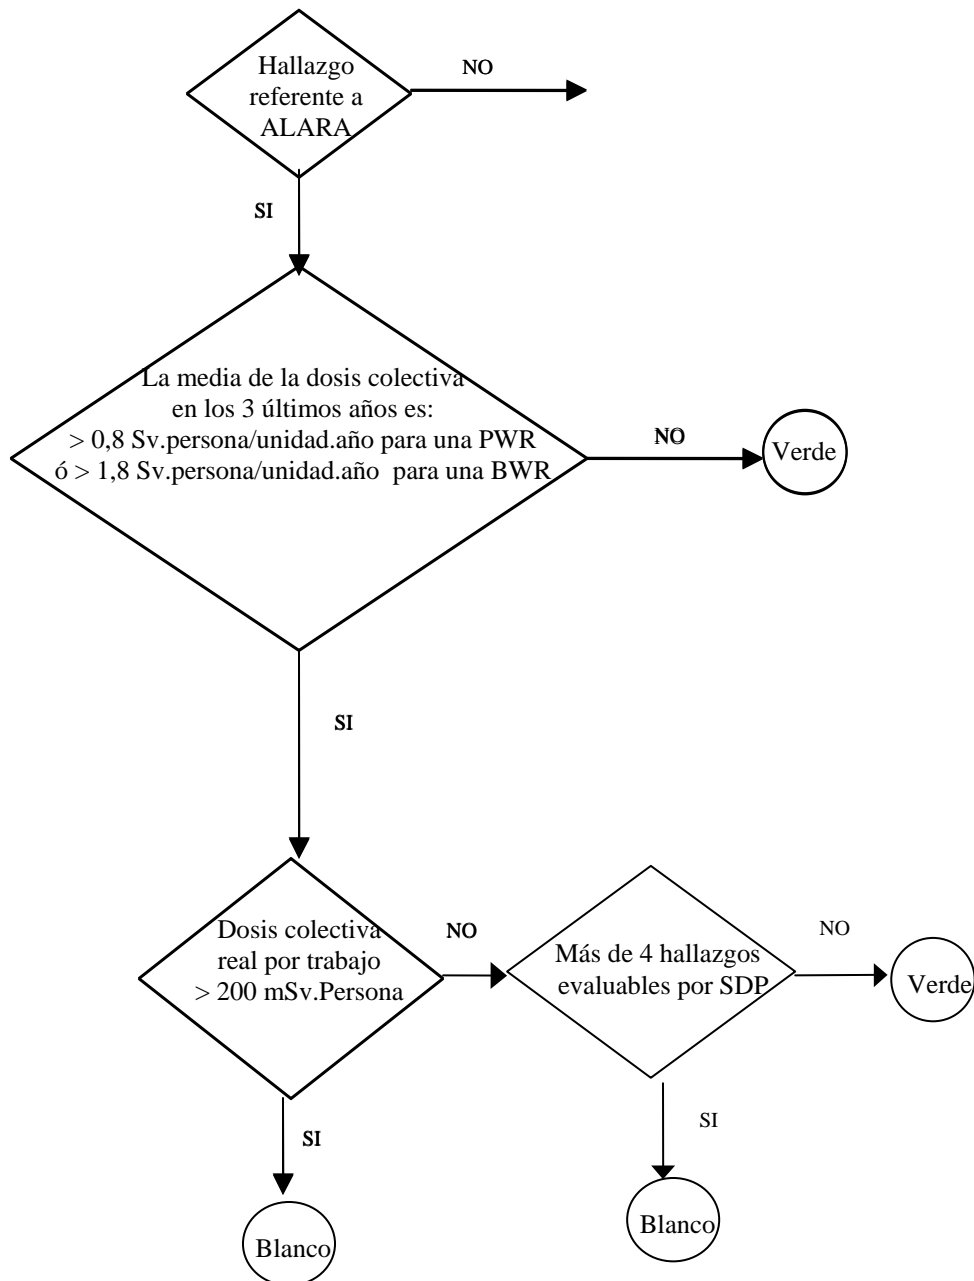 Hallazgo
referente a
ALARA
NO
SI
La media de la dosis colectiva
en los 3 últimos años es:
> 0,8 Sv.persona/unidad.año para una PWR
ó > 1,8 Sv.persona/unidad.año para una BWR
NO
Verde
SI
Dosis colectiva
real por trabajo
> 200 mSv.Persona
NO
Más de 4 hallazgos
evaluables por SDP
NO
Verde
SI
Blanco
SI
Blanco